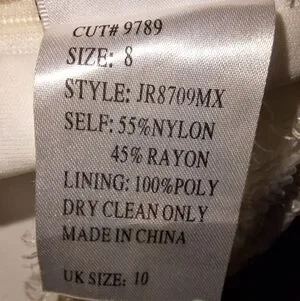 CUT# 9789
SIZE: 8
STYLE: JR8709MX
SELF: 55%NYLON
45% RAYON
LINING: 100%POLY
DRY CLEAN ONLY
MADE IN CHINA
UK SIZE: 10